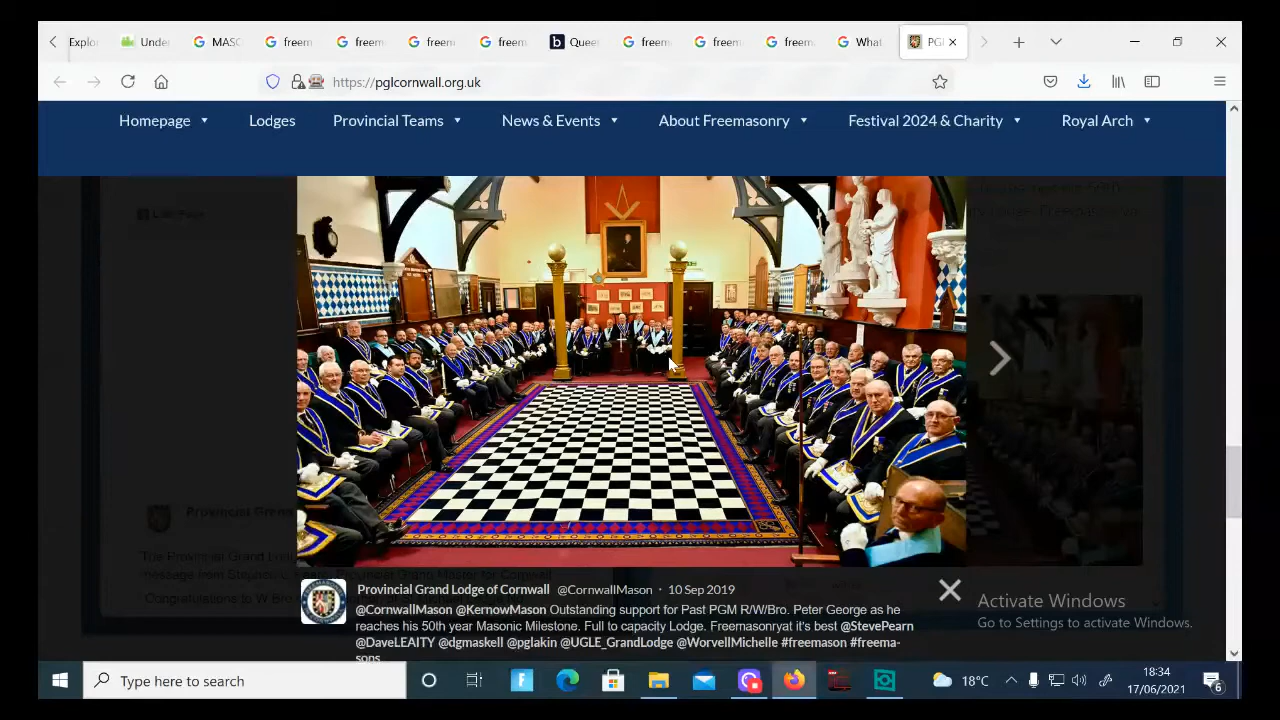 Explor
Unde
MASC
freem
freem
freem
freem
Quee
freem
freem
freem
What
PGL
https://pglcornwall.org.uk
Homepage
Lodges
Provincial Teams
News & Events
About Freemasonry
Festival 2024 & Charity
Royal Arch
Provincial Grand Lodge of Cornwall @CornwallMason · 10 Sep 2019
@CornwallMason @KernowMason Outstanding support for Past PGM R/W/Bro. Peter George as he
reaches his 50th year Masonic Milestone. Full to capacity Lodge. Freemasonryat it's best @StevePearn
@DaveLEAITY @dgmaskell @pglakin @UGLE_GrandLodge @WorvellMichelle #freemason #freema-
sons
Activate Windows
Go to Settings to activate Windows.
Type here to search
18°C
18:34
17/06/2021
6